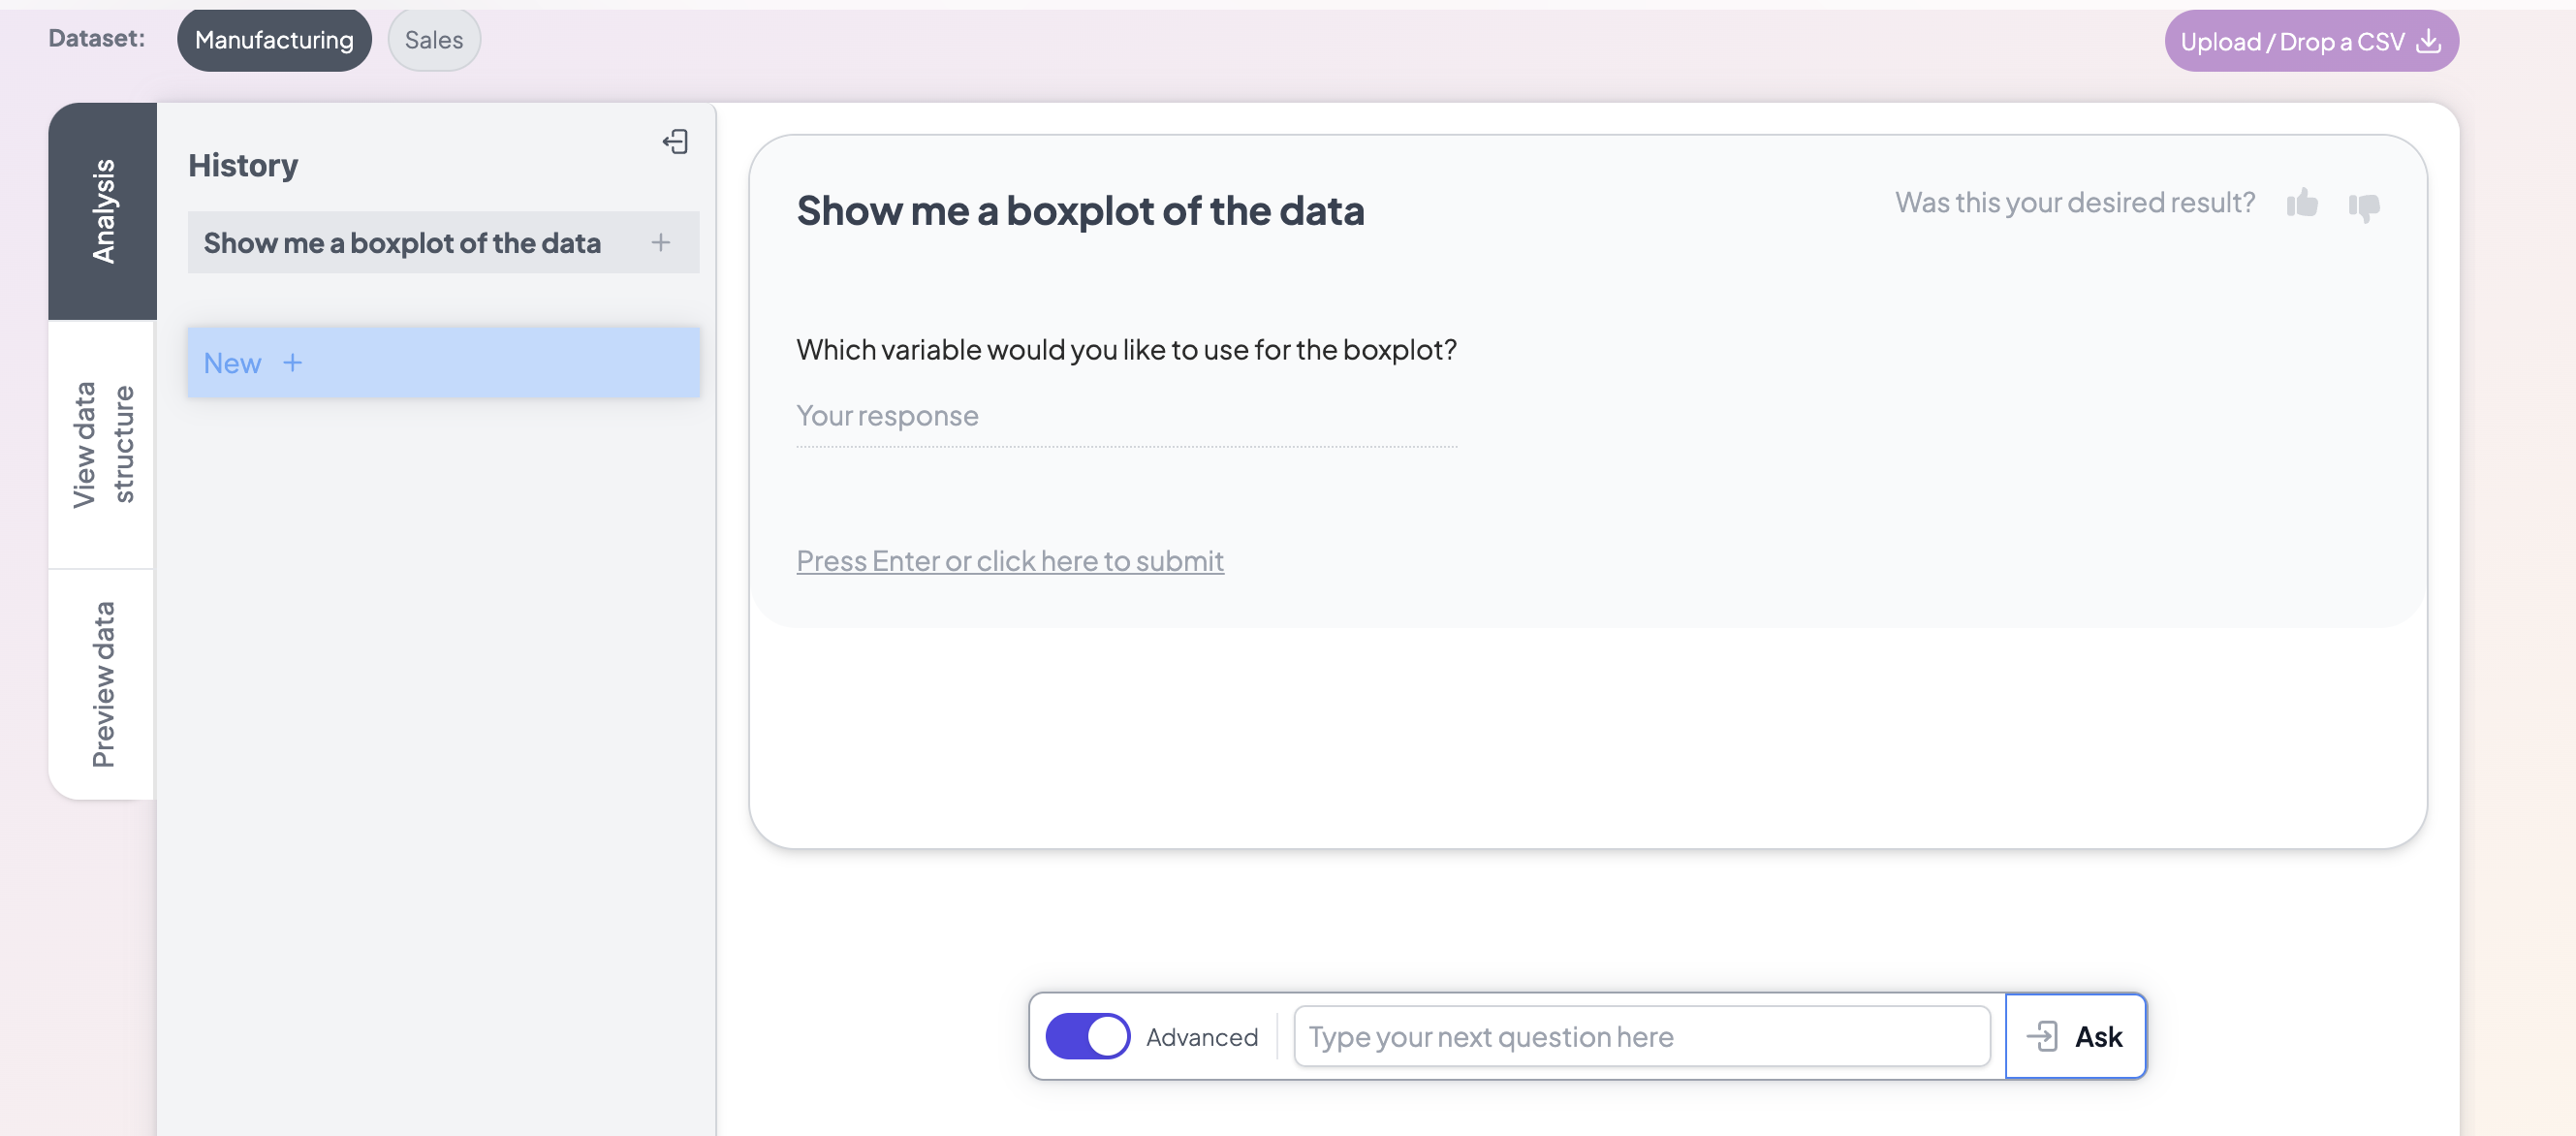 Dataset:
Manufacturing
Sales
Upload / Drop a CSV
Analysis
View data
structure
Preview data
History
Show me a boxplot of the data
New
Show me a boxplot of the data
Was this your desired result?
Which variable would you like to use for the boxplot?
Your response
Press Enter or click here to submit
Advanced
Type your next question here
Ask